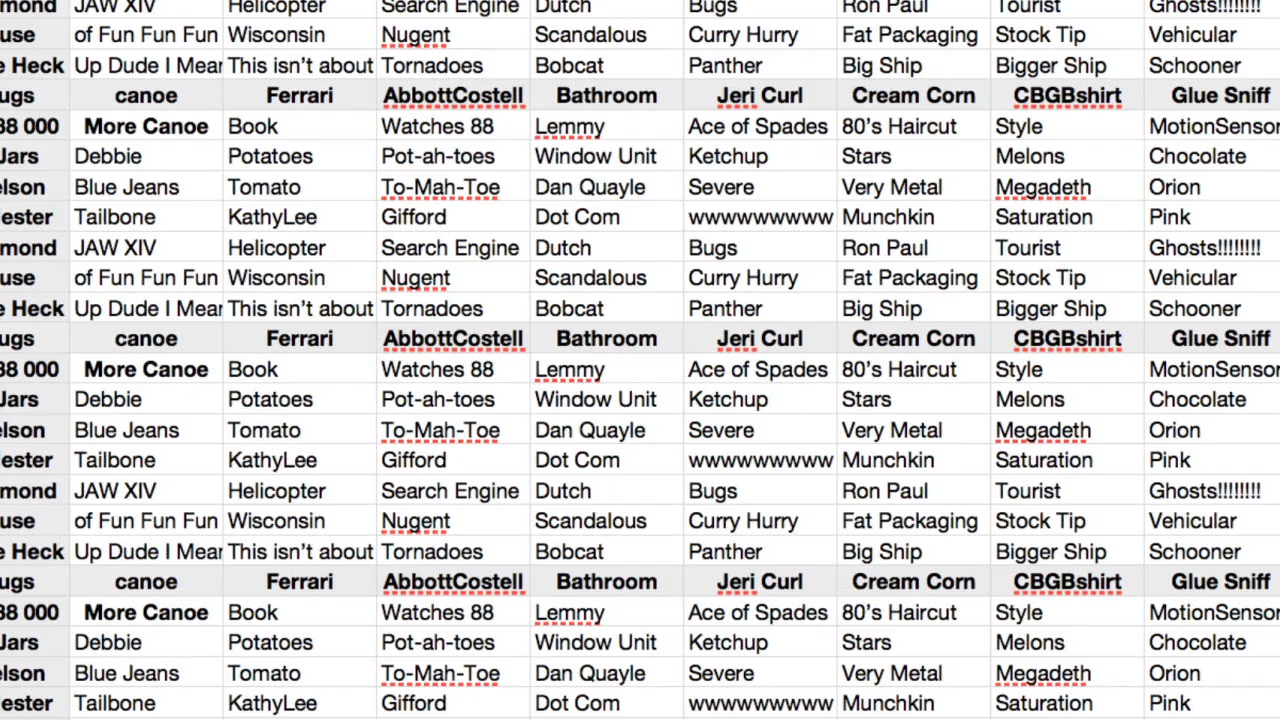 mond JAW XIV Helicopter Search Engine Dutch Bugs Ron Paul Tourist Ghosts!!!!!!!!
use of Fun Fun Fun Wisconsin Nugent Scandalous Curry Hurry Fat Packaging Stock Tip Vehicular
e Heck Up Dude I Mear This isn’t about Tornadoes Bobcat Panther Big Ship Bigger Ship Schooner
ugs canoe Ferrari AbbottCostell Bathroom Jeri Curl Cream Corn CBGBshirt Glue Sniff
38 000 More Canoe Book Watches 88 Lemmy Ace of Spades 80’s Haircut Style MotionSensor
Jars Debbie Potatoes Pot-ah-toes Window Unit Ketchup Stars Melons Chocolate
elson Blue Jeans Tomato To-Mah-Toe Dan Quayle Severe Very Metal Megadeth Orion
ester Tailbone KathyLee Gifford Dot Com wwwwwwwww Munchkin Saturation Pink
mond JAW XIV Helicopter Search Engine Dutch Bugs Ron Paul Tourist Ghosts!!!!!!!!
use of Fun Fun Fun Wisconsin Nugent Scandalous Curry Hurry Fat Packaging Stock Tip Vehicular
e Heck Up Dude I Mear This isn’t about Tornadoes Bobcat Panther Big Ship Bigger Ship Schooner
ugs canoe Ferrari AbbottCostell Bathroom Jeri Curl Cream Corn CBGBshirt Glue Sniff
38 000 More Canoe Book Watches 88 Lemmy Ace of Spades 80’s Haircut Style MotionSensor
Jars Debbie Potatoes Pot-ah-toes Window Unit Ketchup Stars Melons Chocolate
elson Blue Jeans Tomato To-Mah-Toe Dan Quayle Severe Very Metal Megadeth Orion
ester Tailbone KathyLee Gifford Dot Com wwwwwwwww Munchkin Saturation Pink
mond JAW XIV Helicopter Search Engine Dutch Bugs Ron Paul Tourist Ghosts!!!!!!!!
use of Fun Fun Fun Wisconsin Nugent Scandalous Curry Hurry Fat Packaging Stock Tip Vehicular
e Heck Up Dude I Mear This isn’t about Tornadoes Bobcat Panther Big Ship Bigger Ship Schooner
ugs canoe Ferrari AbbottCostell Bathroom Jeri Curl Cream Corn CBGBshirt Glue Sniff
38 000 More Canoe Book Watches 88 Lemmy Ace of Spades 80’s Haircut Style MotionSensor
Jars Debbie Potatoes Pot-ah-toes Window Unit Ketchup Stars Melons Chocolate
elson Blue Jeans Tomato To-Mah-Toe Dan Quayle Severe Very Metal Megadeth Orion
ester Tailbone KathyLee Gifford Dot Com wwwwwwwww Munchkin Saturation Pink